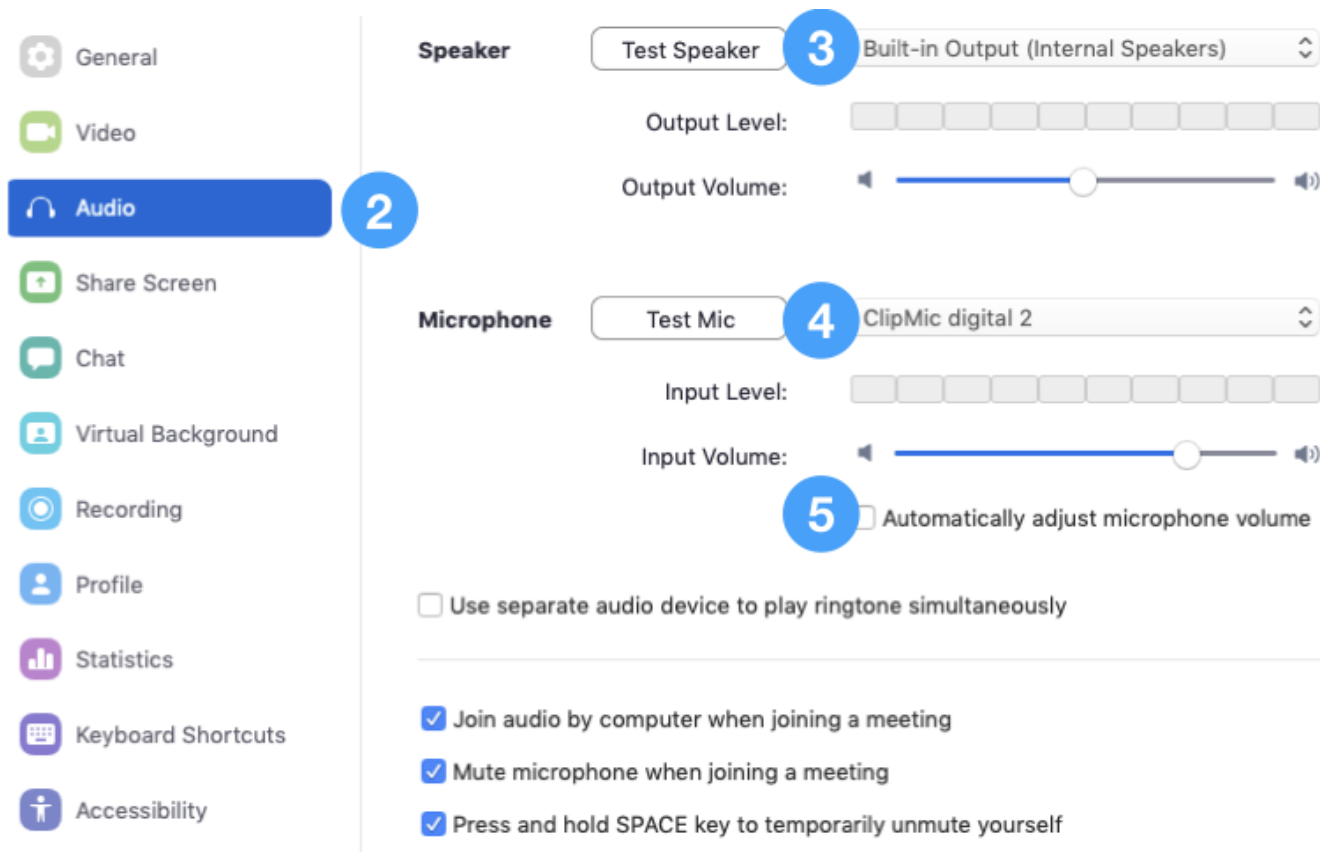 General
Video
Audio
2
Share Screen
Chat
Virtual Background
Recording
Profile
Statistics
Keyboard Shortcuts
Accessibility
Speaker Test Speaker 3 Built-in Output (Internal Speakers)
Output Level:
Output Volume:
Microphone Test Mic 4 ClipMic digital 2
Input Level:
Input Volume:
5 Automatically adjust microphone volume
Use separate audio device to play ringtone simultaneously
Join audio by computer when joining a meeting
Mute microphone when joining a meeting
Press and hold SPACE key to temporarily unmute yourself